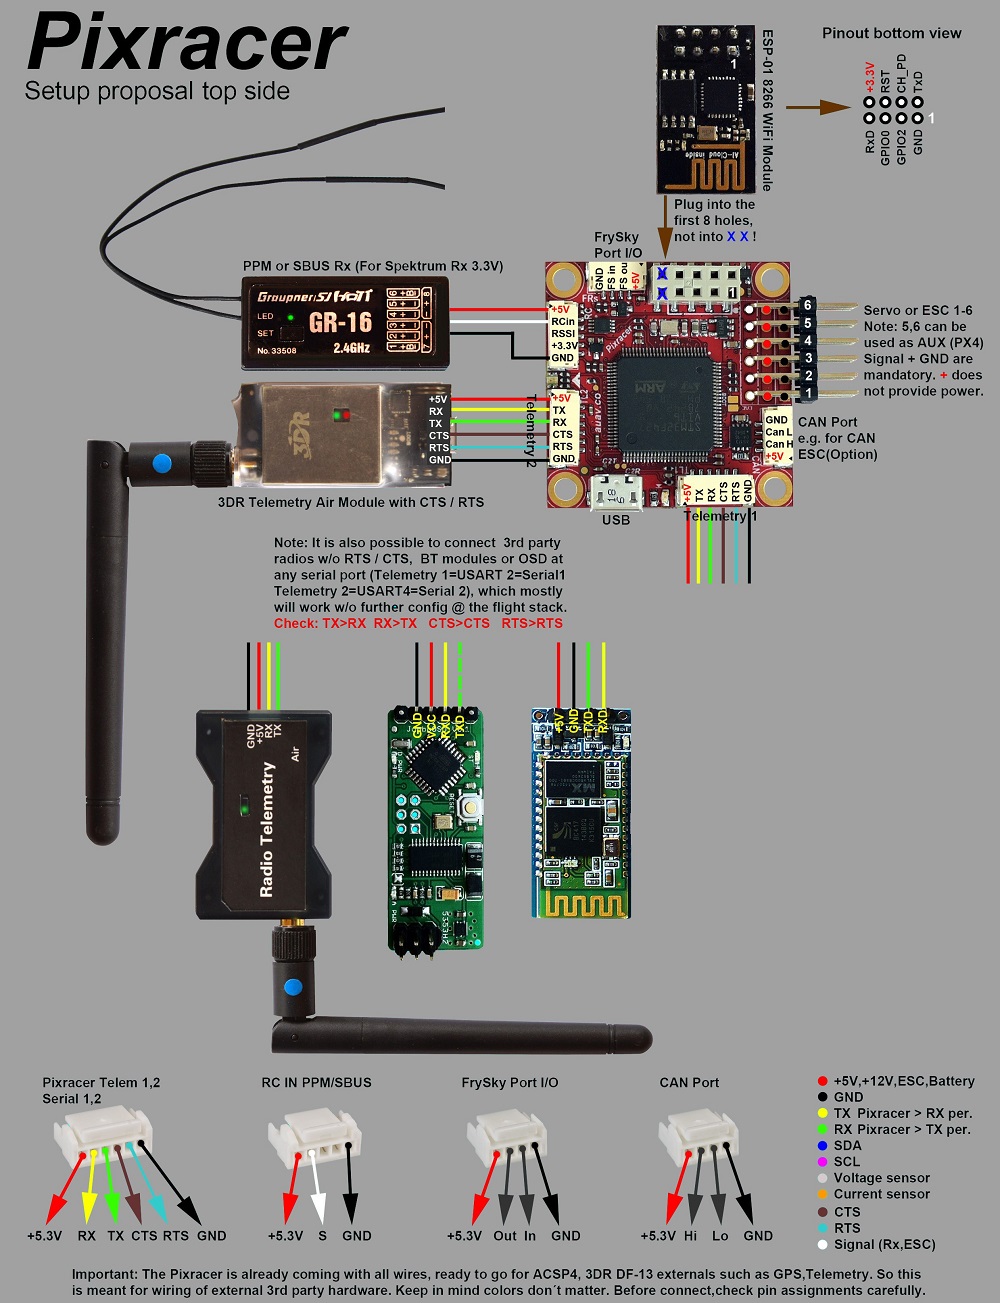 Pixracer
Setup proposal top side
ESP-01 8266 WiFi Module
1
AI-Cloud inside
Pinout bottom view
+3.3V
RST
CH_PD
TxD
1
RxD
GPIO0
GPIO2
GND
Plug into the
first 8 holes,
not into X X !
FrySky
Port I/O
PPM or SBUS Rx (For Spektrum Rx 3.3V)
Graupner SJ HoTT
LED
GR-16
SET
No. 33508
2.4GHz
GND
FS in
FS out
+5V
FRs
X
X
1
+5V
RCin
RSSI
+3.3V
GND
Pixracer
auav.co
ARM
6
5
4
3
2
1
Servo or ESC 1-6
Note: 5,6 can be
used as AUX (PX4)
Signal + GND are
mandatory. + does
not provide power.
3DR
+5V
RX
TX
CTS
RTS
GND
Telemetry 2
+5V
TX
RX
CTS
RTS
GND
GND
Can L
Can H
+5V
CAN
CAN Port
e.g. for CAN
ESC(Option)
3DR Telemetry Air Module with CTS / RTS
USB
+5V
TX
RX
CTS
RTS
GND
Telemetry 1
Note: It is also possible to connect 3rd party
radios w/o RTS / CTS, BT modules or OSD at
any serial port (Telemetry 1=USART 2=Serial1
Telemetry 2=USART4=Serial 2), which mostly
will work w/o further config @ the flight stack.
Check: TX>RX RX>TX CTS>CTS RTS>RTS
GND
+5V
RX
TX
Air
Radio Telemetry
GND
VCC
RXD
TXD
RESET
+5V
GND
TXD
RXD
MX
Pixracer Telem 1,2
Serial 1,2
+5.3V RX TX CTS RTS GND
RC IN PPM/SBUS
+5.3V S GND
FrySky Port I/O
+5.3V Out In GND
CAN Port
+5.3V Hi Lo GND
+5V,+12V,ESC,Battery
GND
TX Pixracer > RX per.
RX Pixracer > TX per.
SDA
SCL
Voltage sensor
Current sensor
CTS
RTS
Signal (Rx,ESC)
Important: The Pixracer is already coming with all wires, ready to go for ACSP4, 3DR DF-13 externals such as GPS,Telemetry. So this
is meant for wiring of external 3rd party hardware. Keep in mind colors don´t matter. Before connect,check pin assignments carefully.